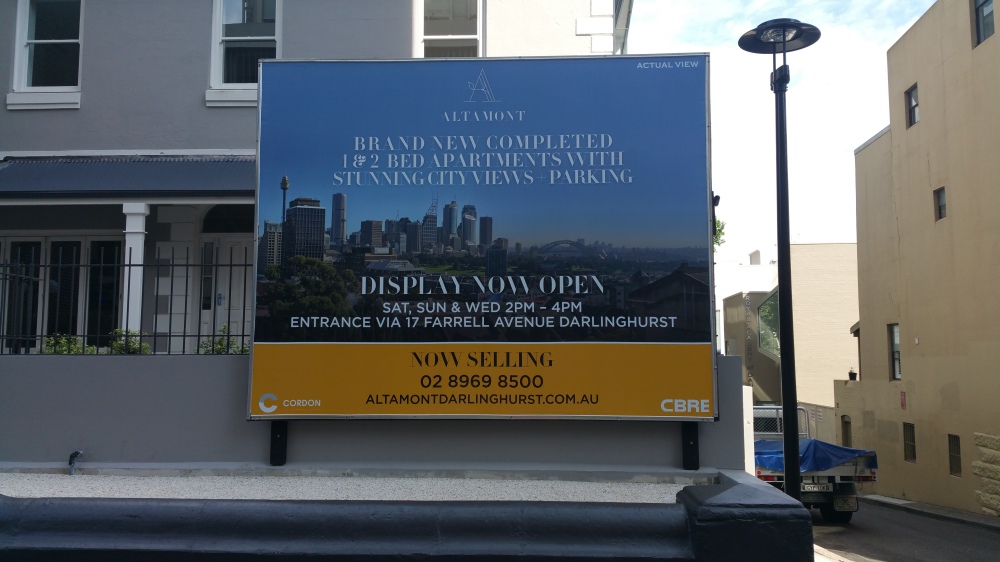 ACTUAL VIEW
ALTAMONT
BRAND NEW COMPLETED
1 & 2 BED APARTMENTS WITH
STUNNING CITY VIEWS + PARKING
DISPLAY NOW OPEN
SAT, SUN & WED 2PM – 4PM
ENTRANCE VIA 17 FARRELL AVENUE DARLINGHURST
NOW SELLING
02 8969 8500
ALTAMONTDARLINGHURST.COM.AU
CORDON
CBRE